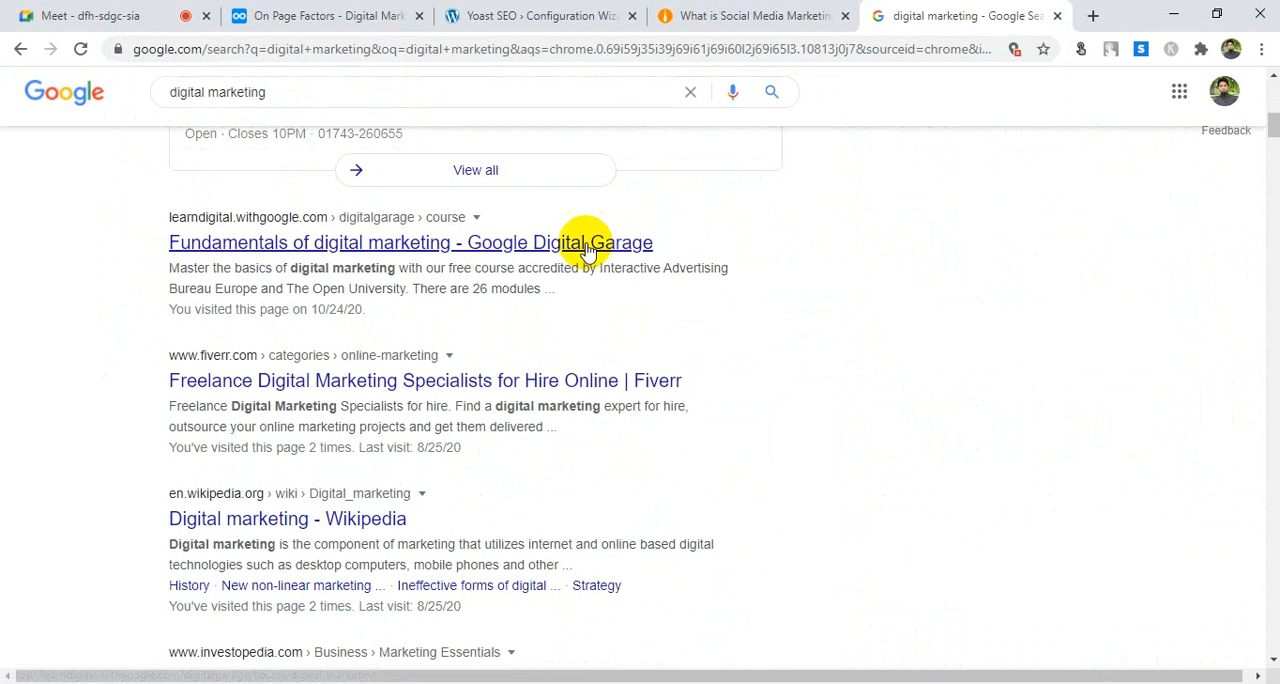 Meet - dfh-sdgc-sia
On Page Factors - Digital Mark
Yoast SEO › Configuration Wiz
What is Social Media Marketin
digital marketing - Google Sea
google.com/search?q=digital+marketing&oq=digital+marketing&aqs=chrome.0.69i59j35i39j69i61j69i60l2j69i65l3.10813j0j7&sourceid=chrome&i...
Google
digital marketing
Open · Closes 10PM · 01743-260655
Feedback
View all
learndigital.withgoogle.com › digitalgarage › course
Fundamentals of digital marketing - Google Digital Garage
Master the basics of digital marketing with our free course accredited by Interactive Advertising
Bureau Europe and The Open University. There are 26 modules ...
You visited this page on 10/24/20.
www.fiverr.com › categories › online-marketing
Freelance Digital Marketing Specialists for Hire Online | Fiverr
Freelance Digital Marketing Specialists for hire. Find a digital marketing expert for hire,
outsource your online marketing projects and get them delivered ...
You've visited this page 2 times. Last visit: 8/25/20
en.wikipedia.org › wiki › Digital_marketing
Digital marketing - Wikipedia
Digital marketing is the component of marketing that utilizes internet and online based digital
technologies such as desktop computers, mobile phones and other ...
History · New non-linear marketing ... · Ineffective forms of digital ... · Strategy
You've visited this page 2 times. Last visit: 8/25/20
www.investopedia.com › Business › Marketing Essentials